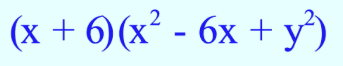 (x + 6)(x² - 6x + y²)